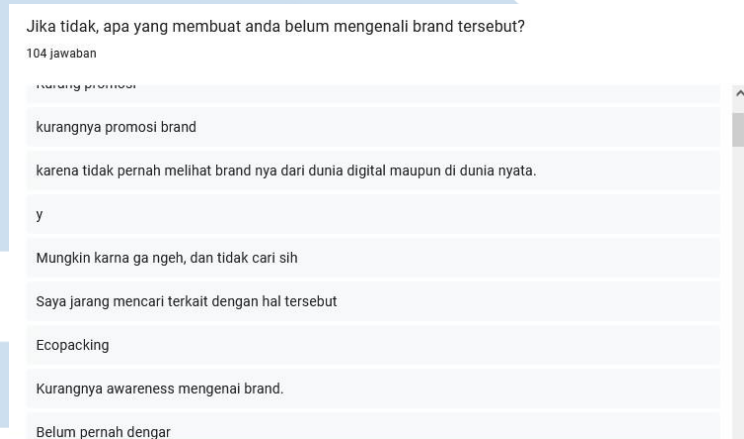 Jika tidak, apa yang membuat anda belum mengenali brand tersebut?
104 jawaban
Kurang promosi
kurangnya promosi brand
karena tidak pernah melihat brand nya dari dunia digital maupun di dunia nyata.
y
Mungkin karna ga ngeh, dan tidak cari sih
Saya jarang mencari terkait dengan hal tersebut
Ecopacking
Kurangnya awareness mengenai brand.
Belum pernah dengar